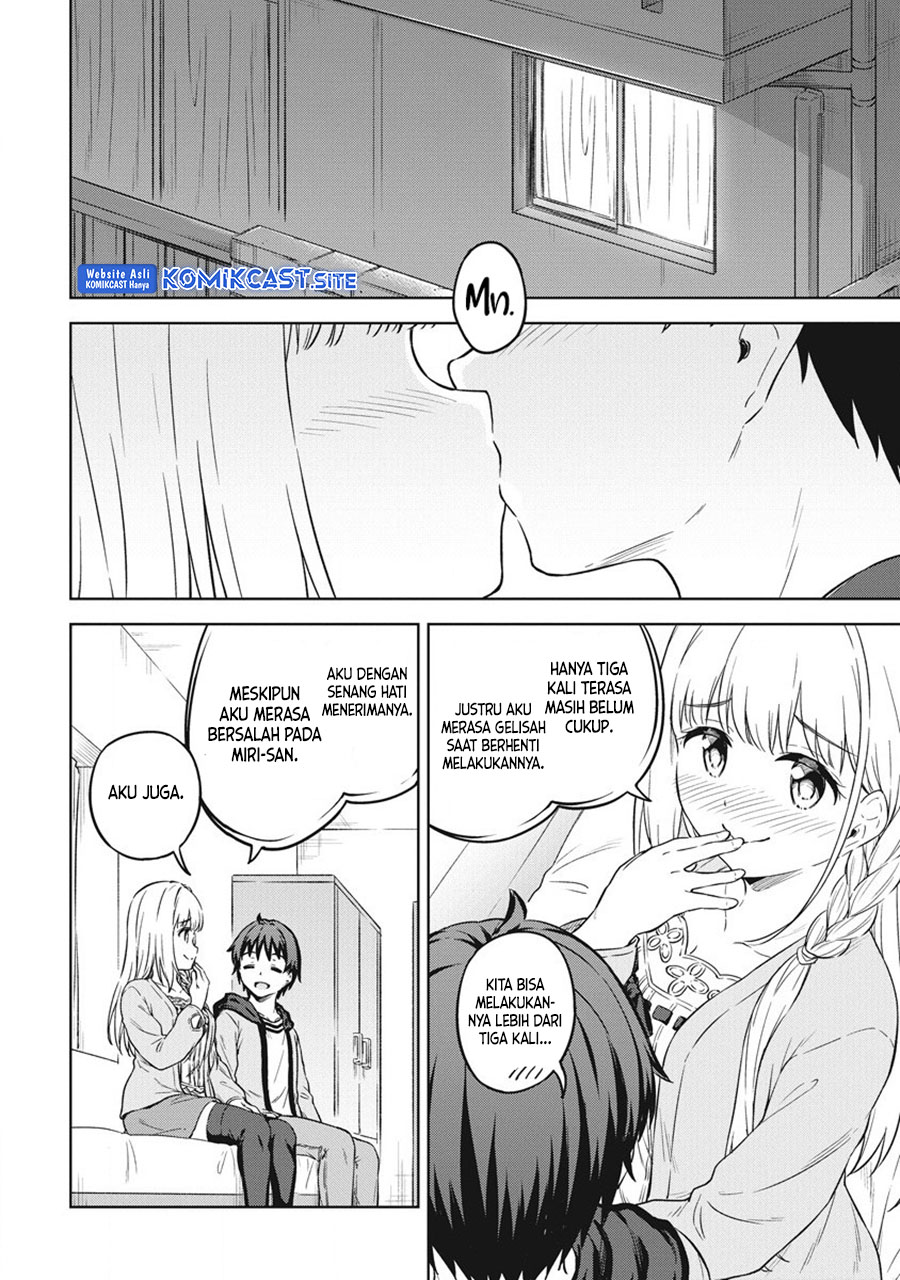 Website Asli
KOMIKCAST Hanya
KOMIKCAST.SITE
Mn.
HANYA TIGA
KALI TERASA
MASIH BELUM
CUKUP.
JUSTRU AKU
MERASA GELISAH
SAAT BERHENTI
MELAKUKANNYA.
KITA BISA
MELAKUKAN-
NYA LEBIH DARI
TIGA KALI...
AKU DENGAN
SENANG HATI
MENERIMANYA.
MESKIPUN
AKU MERASA
BERSALAH PADA
MIRI-SAN.
AKU JUGA.